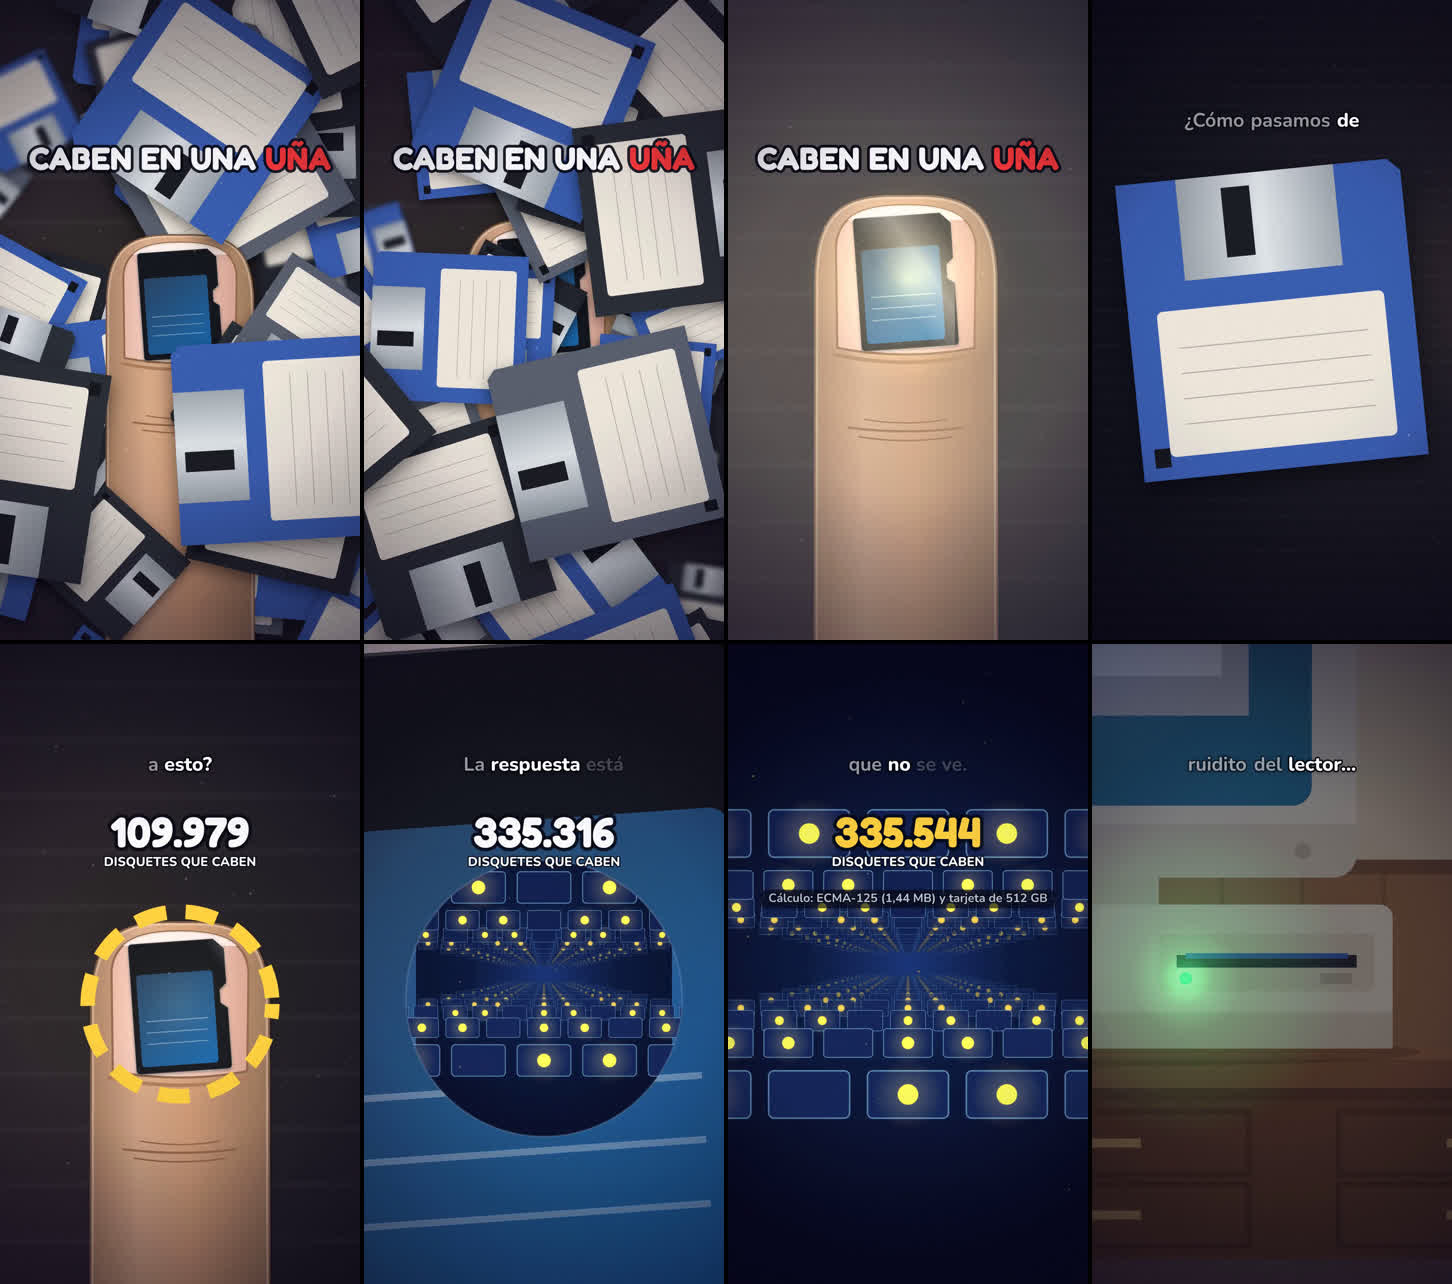 CABEN EN UNA UÑA
CABEN EN UNA UÑA
CABEN EN UNA UÑA
¿Cómo pasamos de
a esto?
109.979
DISQUETES QUE CABEN
La respuesta está
335.316
DISQUETES QUE CABEN
que no se ve.
335.544
DISQUETES QUE CABEN
Cálculo: ECMA-125 (1,44 MB) y tarjeta de 512 GB
ruidito del lector...